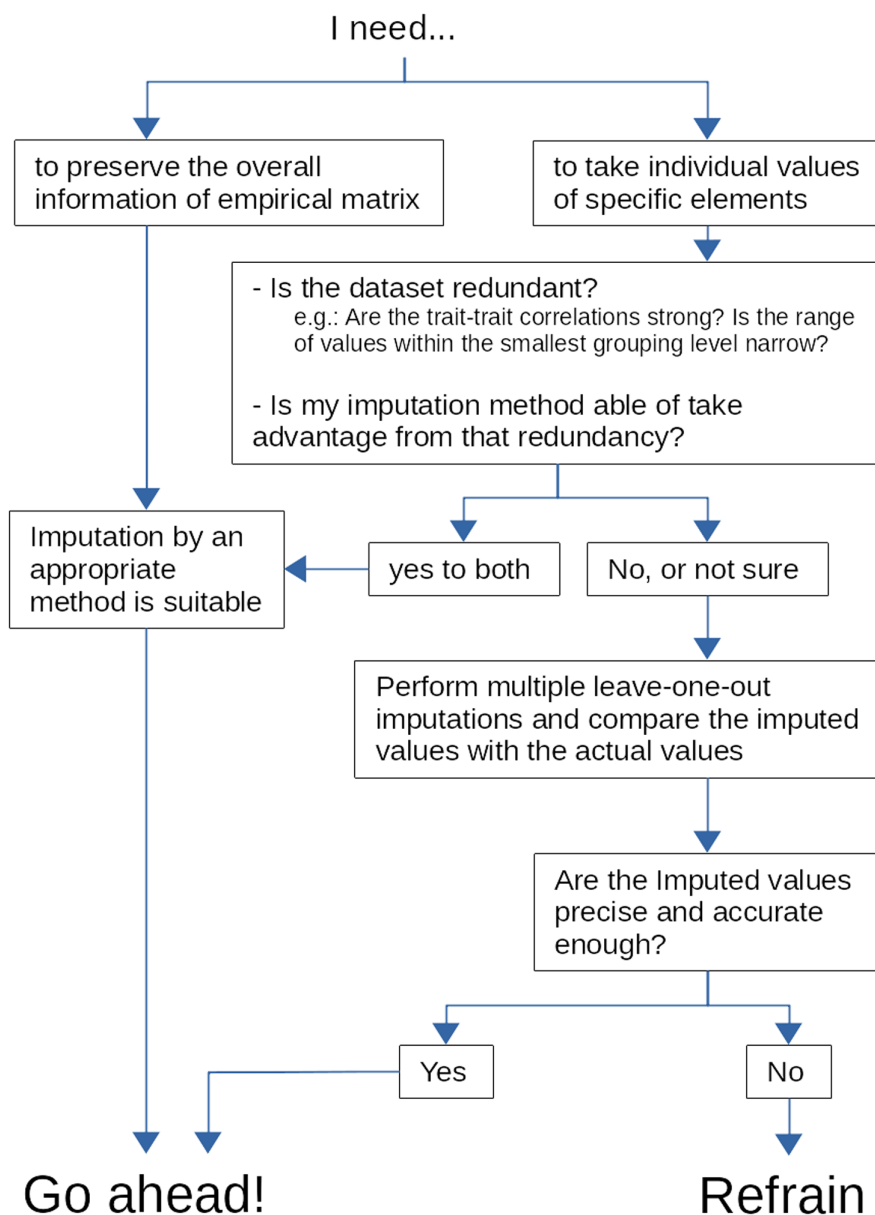 I need...
to preserve the overall
information of empirical matrix
to take individual values
of specific elements
- Is the dataset redundant?
e.g.: Are the trait-trait correlations strong? Is the range
of values within the smallest grouping level narrow?
- Is my imputation method able of take
advantage from that redundancy?
Imputation by an
appropriate
method is suitable
yes to both
No, or not sure
Perform multiple leave-one-out
imputations and compare the imputed
values with the actual values
Are the Imputed values
precise and accurate
enough?
Yes
No
Go ahead!
Refrain